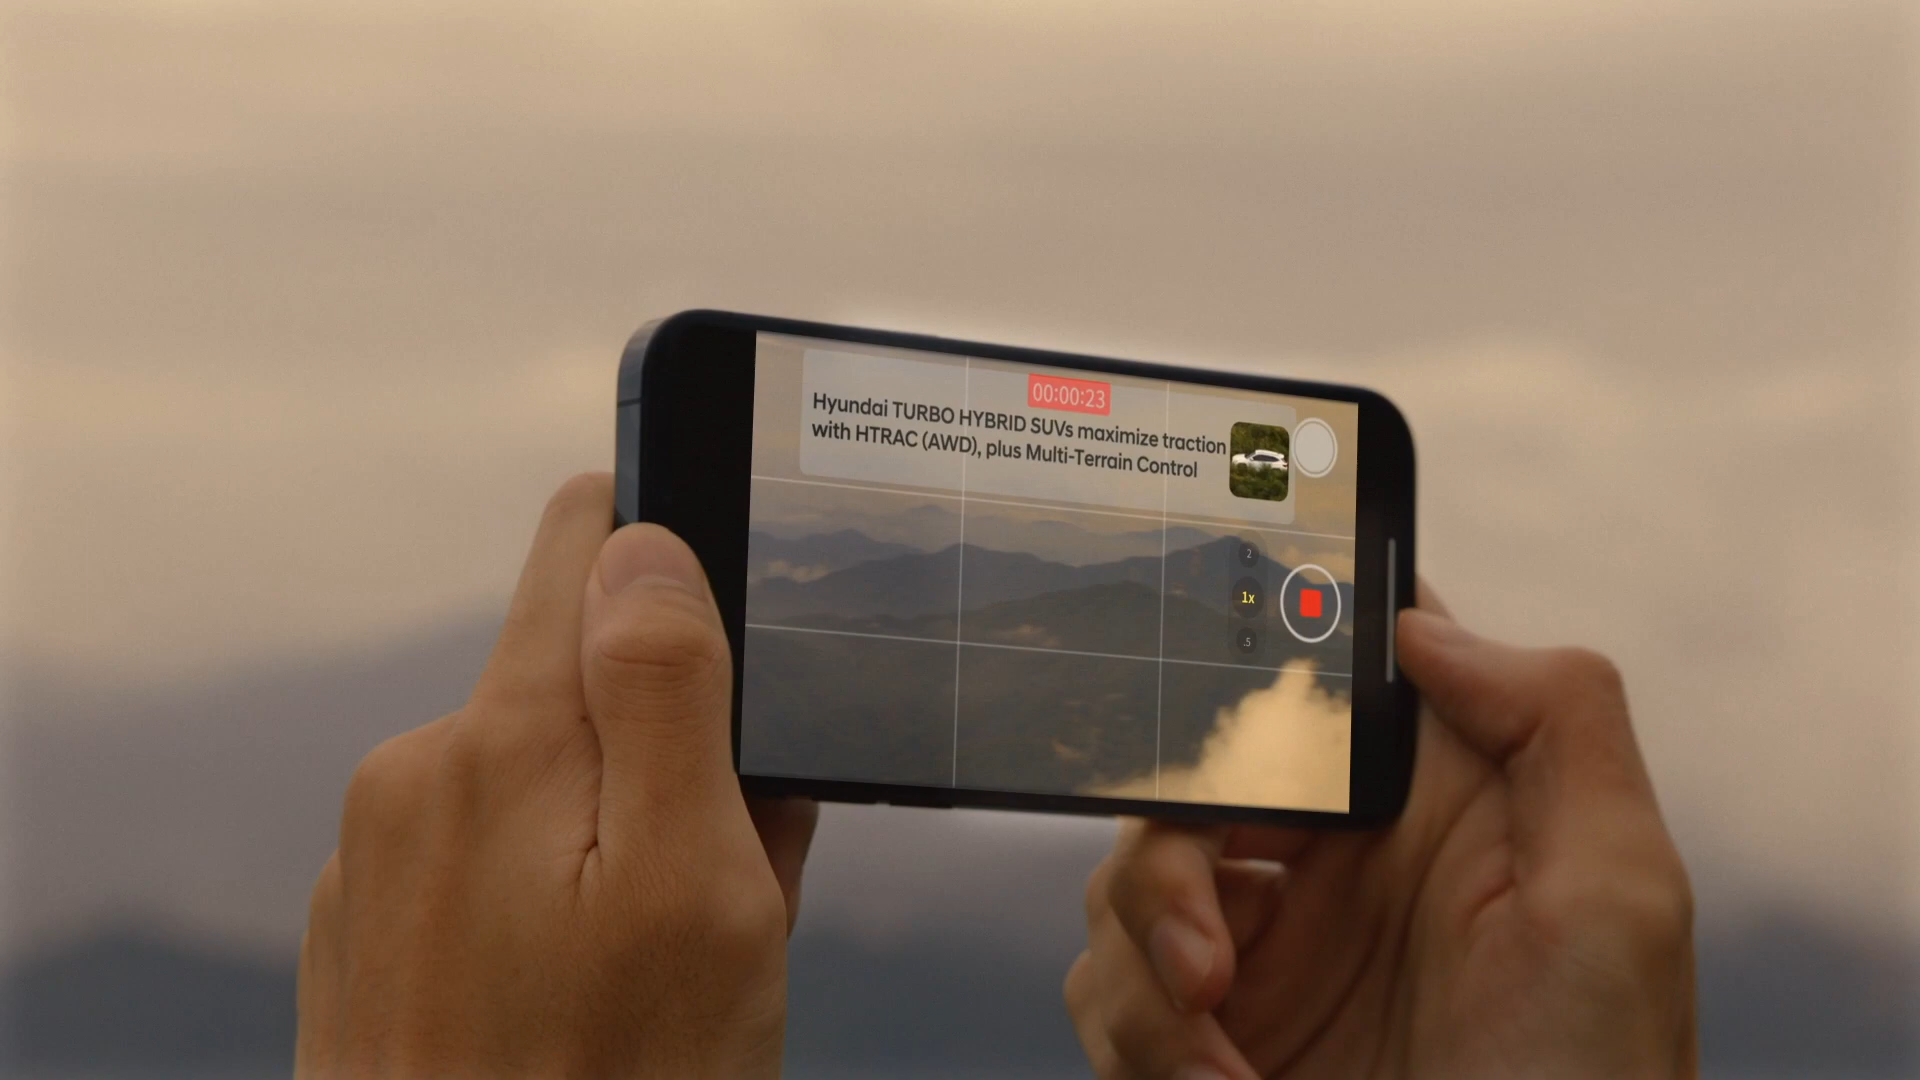 00:00:23
Hyundai TURBO HYBRID SUVs maximize traction
with HTRAC (AWD), plus Multi-Terrain Control
2
1x
.5